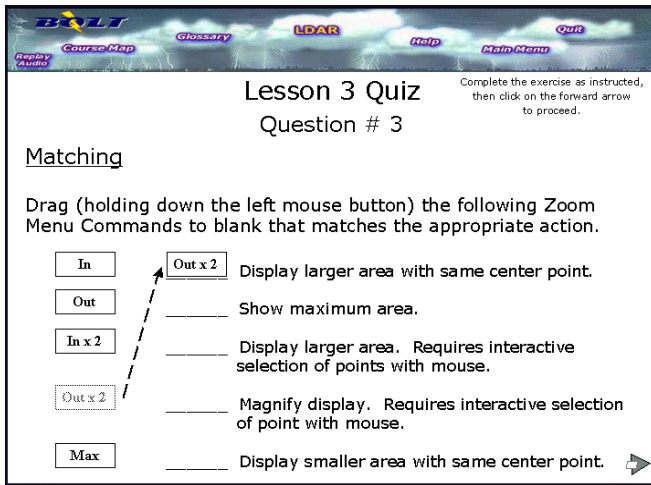 BOLT
Replay Audio
Course Map
Glossary
LDAR
Help
Main Menu
Quit
Lesson 3 Quiz
Question # 3
Complete the exercise as instructed,
then click on the forward arrow
to proceed.
Matching
Drag (holding down the left mouse button) the following Zoom
Menu Commands to blank that matches the appropriate action.
In
Out x 2
______ Display larger area with same center point.
Out
______ Show maximum area.
In x 2
______ Display larger area. Requires interactive
selection of points with mouse.
Out x 2
______ Magnify display. Requires interactive selection
of point with mouse.
Max
______ Display smaller area with same center point.